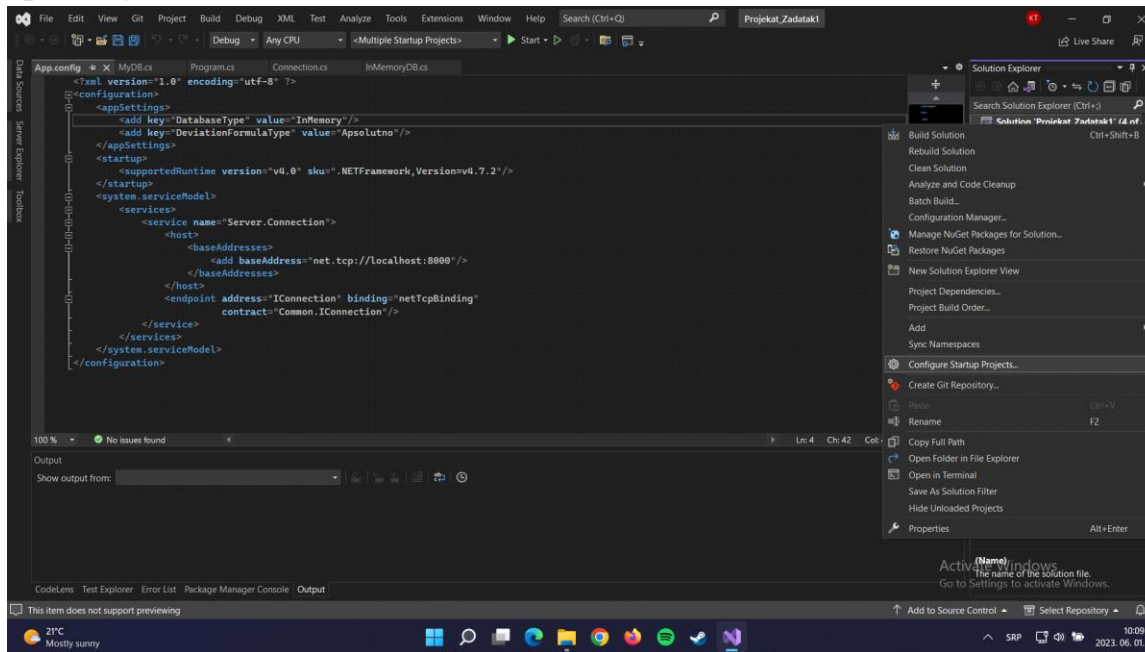 File Edit View Git Project Build Debug XML Test Analyze Tools Extensions Window Help Search (Ctrl+Q) Projekat_Zadatak1 KT
Debug Any CPU <Multiple Startup Projects> Start Live Share
App.config MyDB.cs Program.cs Connection.cs InMemoryDB.cs
Data Sources
Server Explorer
Toolbox
<?xml version="1.0" encoding="utf-8" ?>
<configuration>
<appSettings>
<add key="DatabaseType" value="InMemory"/>
<add key="DeviationFormulaType" value="Apsolutno"/>
</appSettings>
<startup>
<supportedRuntime version="v4.0" sku=".NETFramework,Version=v4.7.2"/>
</startup>
<system.serviceModel>
<services>
<service name="Server.Connection">
<host>
<baseAddresses>
<add baseAddress="net.tcp://localhost:8000"/>
</baseAddresses>
</host>
<endpoint address="IConnection" binding="netTcpBinding"
contract="Common.IConnection"/>
</service>
</services>
</system.serviceModel>
</configuration>
100 % No issues found Ln: 4 Ch: 42 Col:
Output
Show output from:
CodeLens Test Explorer Error List Package Manager Console Output
Solution Explorer
Search Solution Explorer (Ctrl+;)
Solution 'Projekat_Zadatak1' (4 of
Build Solution Ctrl+Shift+B
Rebuild Solution
Clean Solution
Analyze and Code Cleanup
Batch Build...
Configuration Manager...
Manage NuGet Packages for Solution...
Restore NuGet Packages
New Solution Explorer View
Project Dependencies...
Project Build Order...
Add
Sync Namespaces
Configure Startup Projects...
Create Git Repository...
Paste Ctrl+V
Rename F2
Copy Full Path
Open Folder in File Explorer
Open in Terminal
Save As Solution Filter
Hide Unloaded Projects
Properties Alt+Enter
(Name)
The name of the solution file.
Activate Windows
Go to Settings to activate Windows.
This item does not support previewing Add to Source Control Select Repository
21°C
Mostly sunny
SRP
10:09
2023. 06. 01.